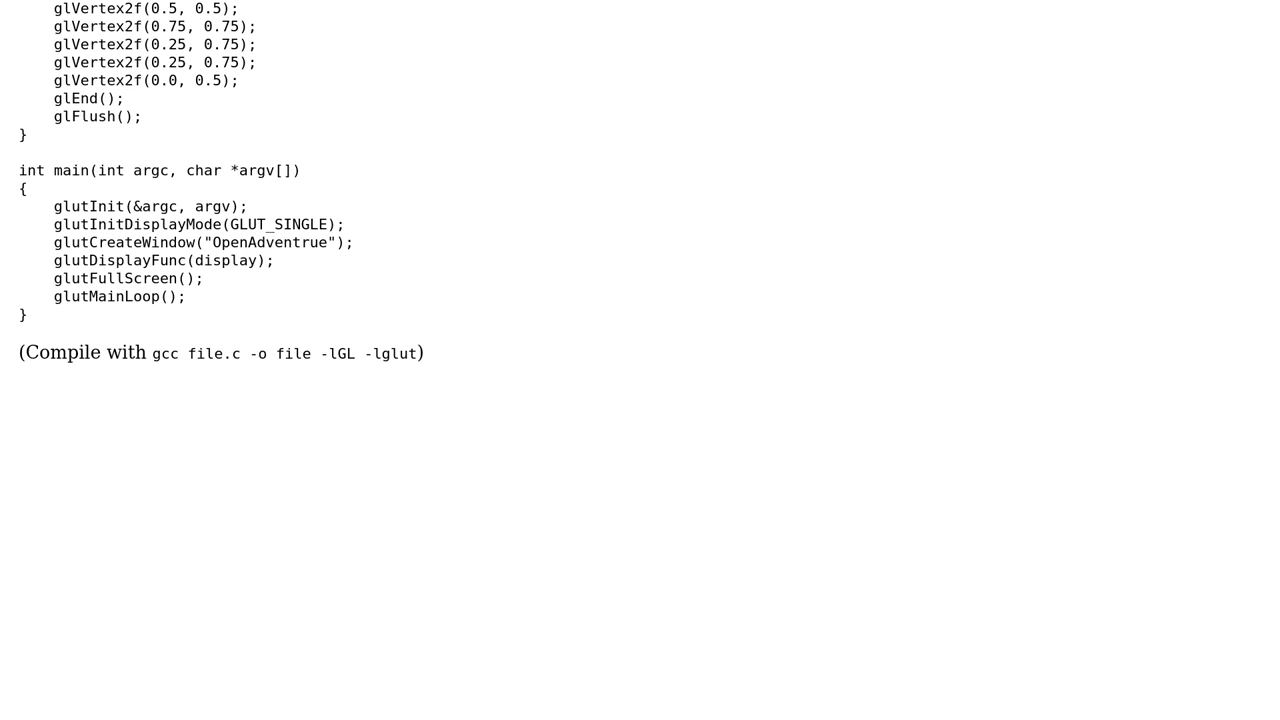 glVertex2f(0.5, 0.5);
    glVertex2f(0.75, 0.75);
    glVertex2f(0.25, 0.75);
    glVertex2f(0.25, 0.75);
    glVertex2f(0.0, 0.5);
    glEnd();
    glFlush();
}

int main(int argc, char *argv[])
{
    glutInit(&argc, argv);
    glutInitDisplayMode(GLUT_SINGLE);
    glutCreateWindow("OpenAdventrue");
    glutDisplayFunc(display);
    glutFullScreen();
    glutMainLoop();
}

(Compile with gcc file.c -o file -lGL -lglut)